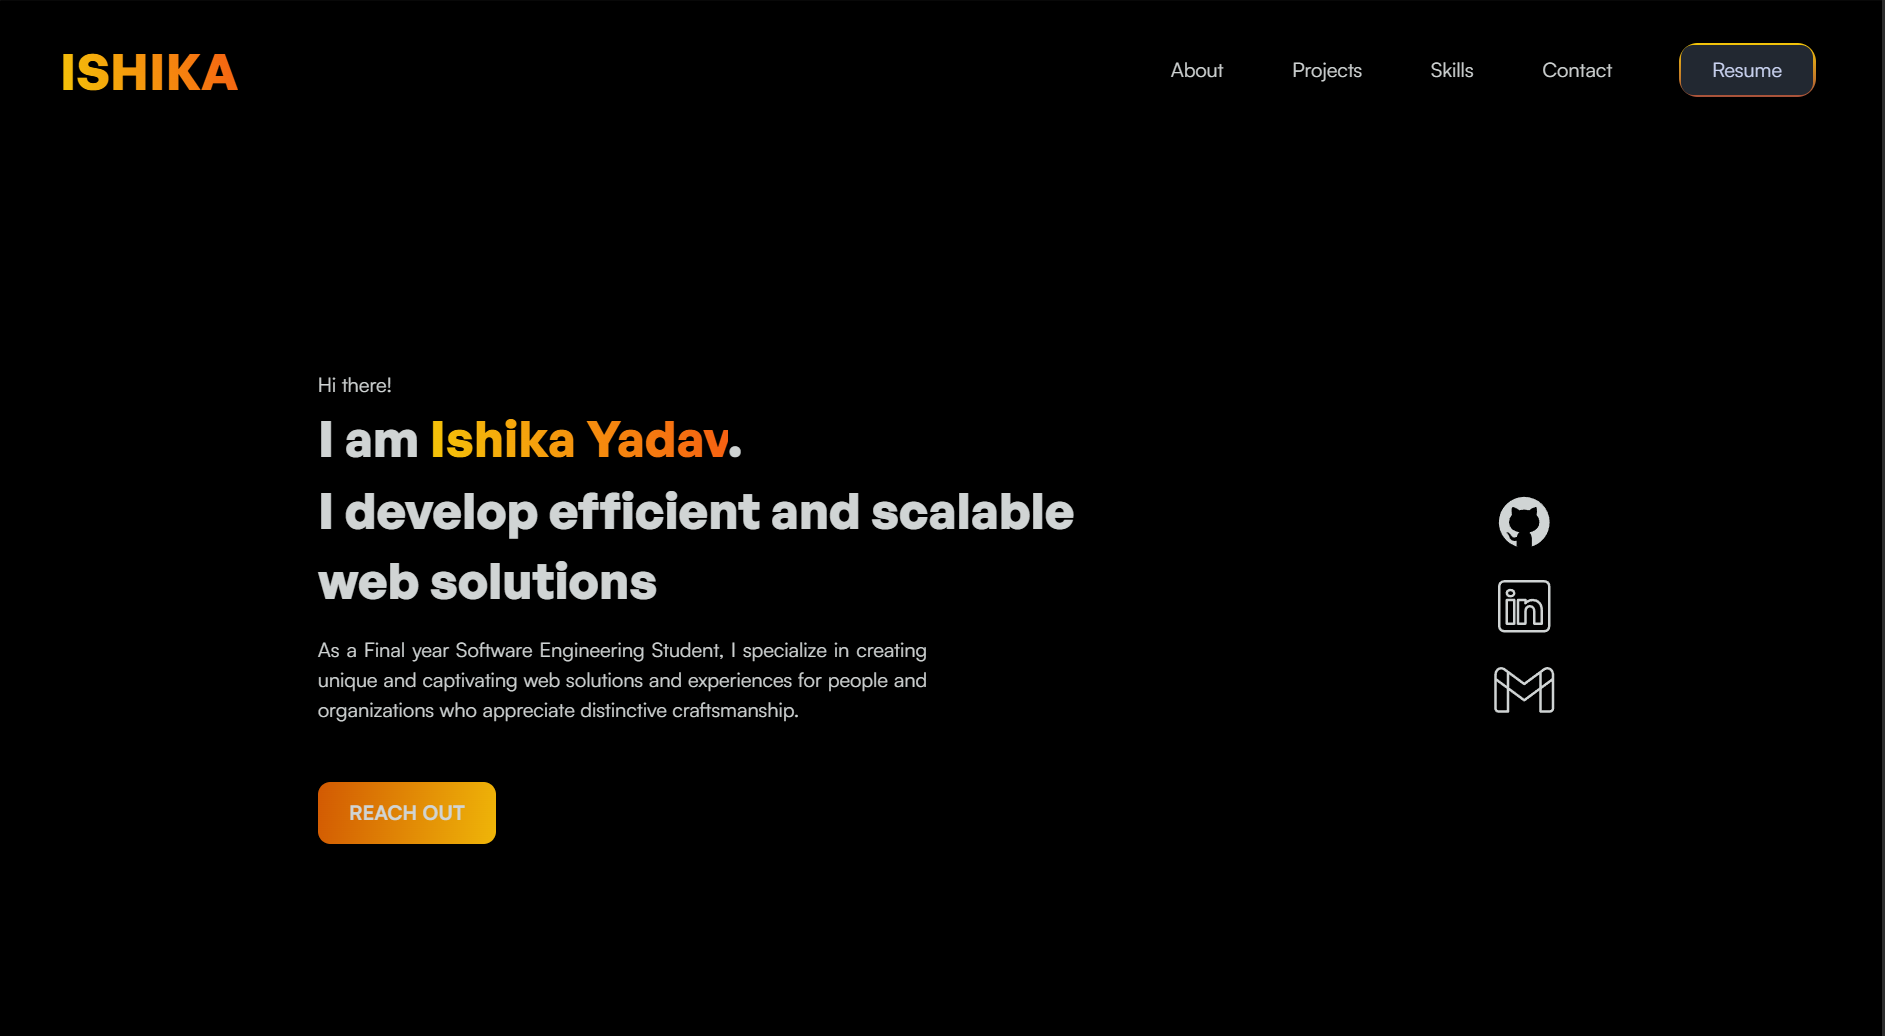 ISHIKA
About
Projects
Skills
Contact
Resume
Hi there!
I am Ishika Yadav.
I develop efficient and scalable
web solutions
As a Final year Software Engineering Student, I specialize in creating
unique and captivating web solutions and experiences for people and
organizations who appreciate distinctive craftsmanship.
in
REACH OUT